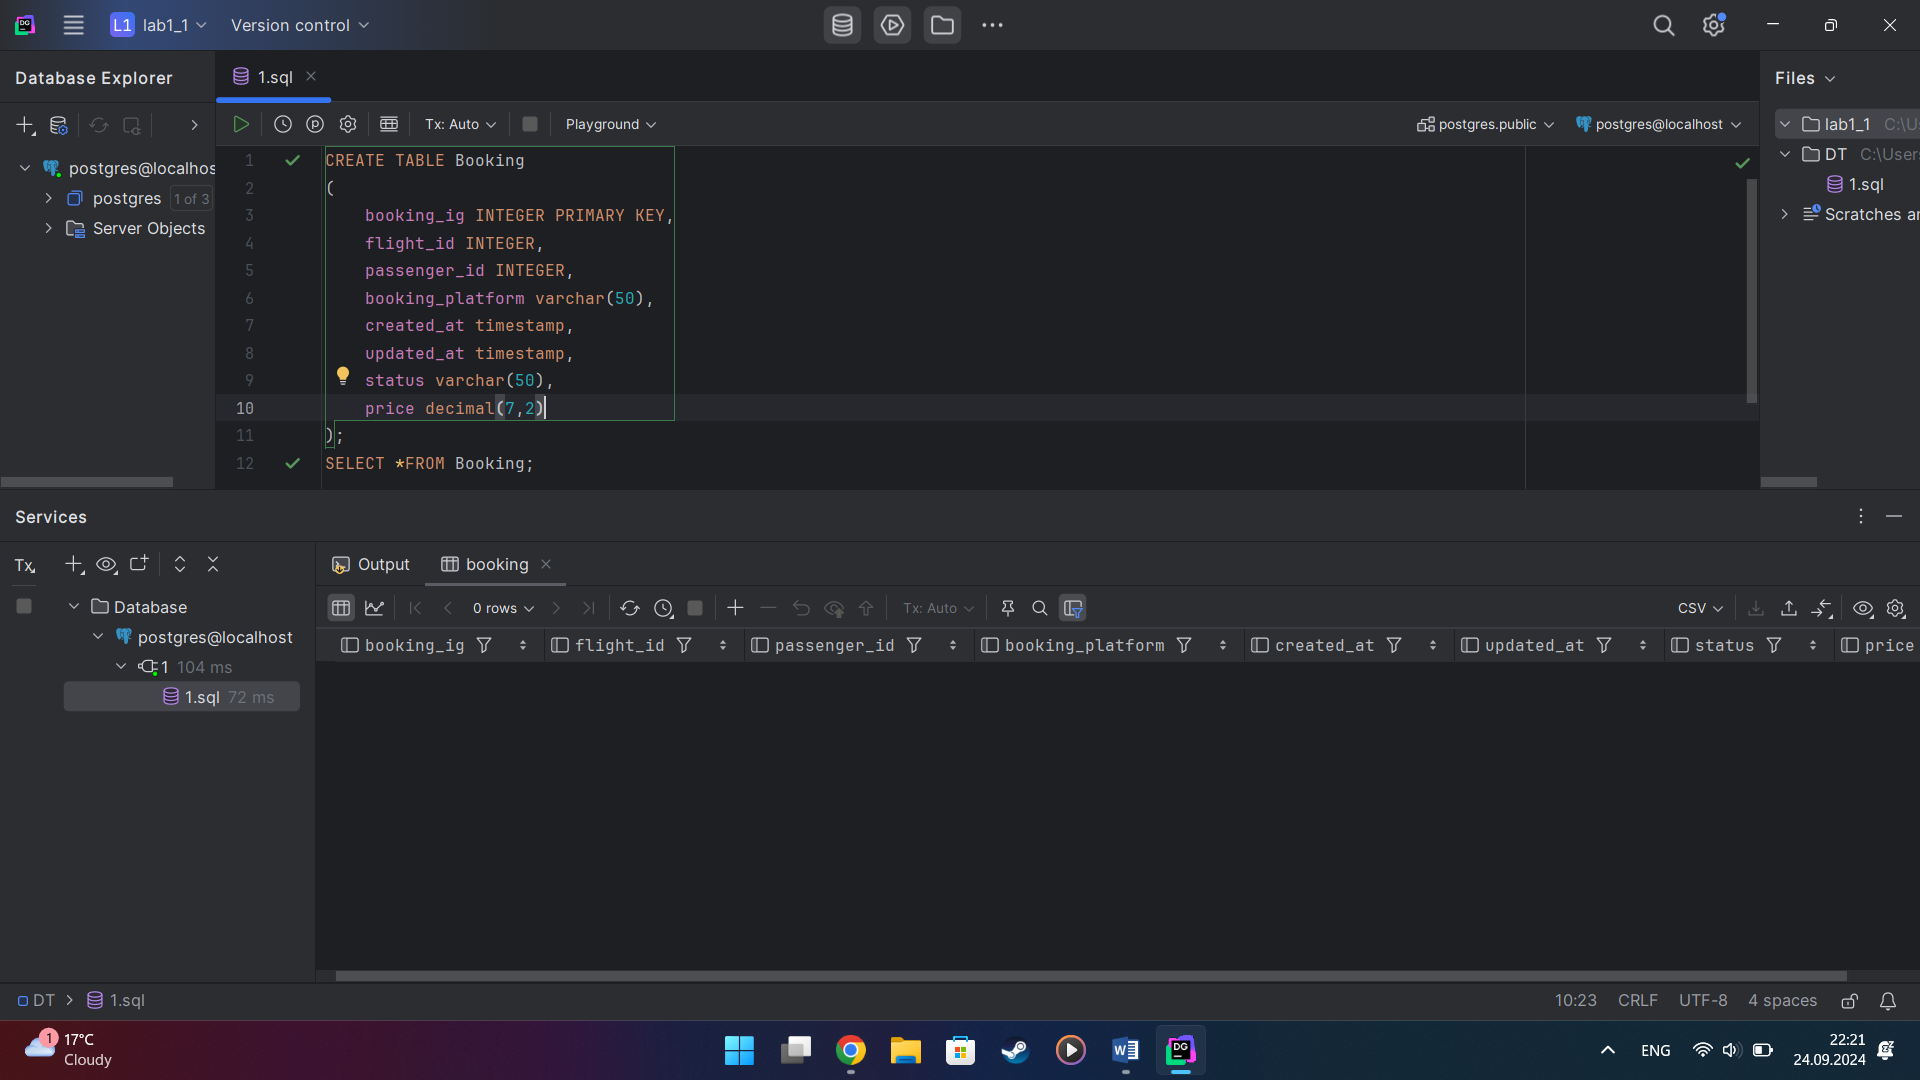 L1 lab1_1 Version control
Database Explorer
1.sql
Files
Tx: Auto Playground postgres.public postgres@localhost
postgres@localhos
postgres 1 of 3
Server Objects
1 CREATE TABLE Booking
2 (
3 booking_ig INTEGER PRIMARY KEY,
4 flight_id INTEGER,
5 passenger_id INTEGER,
6 booking_platform varchar(50),
7 created_at timestamp,
8 updated_at timestamp,
9 status varchar(50),
10 price decimal(7,2)
11 );
12 SELECT *FROM Booking;
lab1_1 C:\U
DT C:\Users
1.sql
Scratches an
Services
Tx
Output booking
Database
postgres@localhost
1 104 ms
1.sql 72 ms
0 rows Tx: Auto CSV
booking_ig flight_id passenger_id booking_platform created_at updated_at status price
DT 1.sql
10:23 CRLF UTF-8 4 spaces
1 17°C
Cloudy
DG
ENG
22:21
24.09.2024